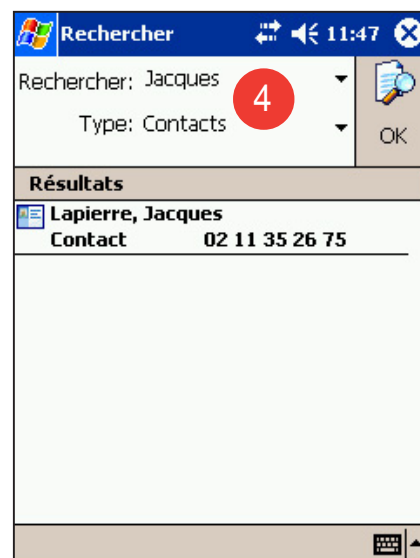 Rechercher 11:47
Rechercher: Jacques
4
Type: Contacts
OK
Résultats
Lapierre, Jacques
Contact 02 11 35 26 75